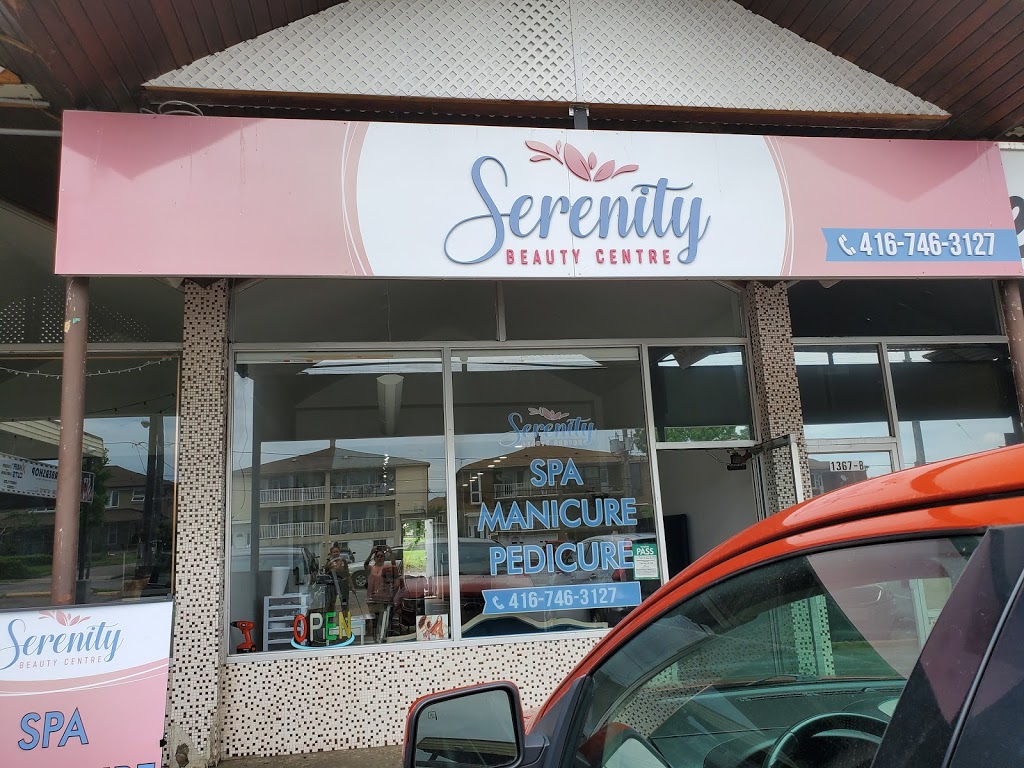 Serenity
BEAUTY CENTRE
416-746-3127
Serenity
SPA
MANICURE
PEDICURE
416-746-3127
PASS
OPEN
1367-B
Serenity
BEAUTY CENTRE
SPA